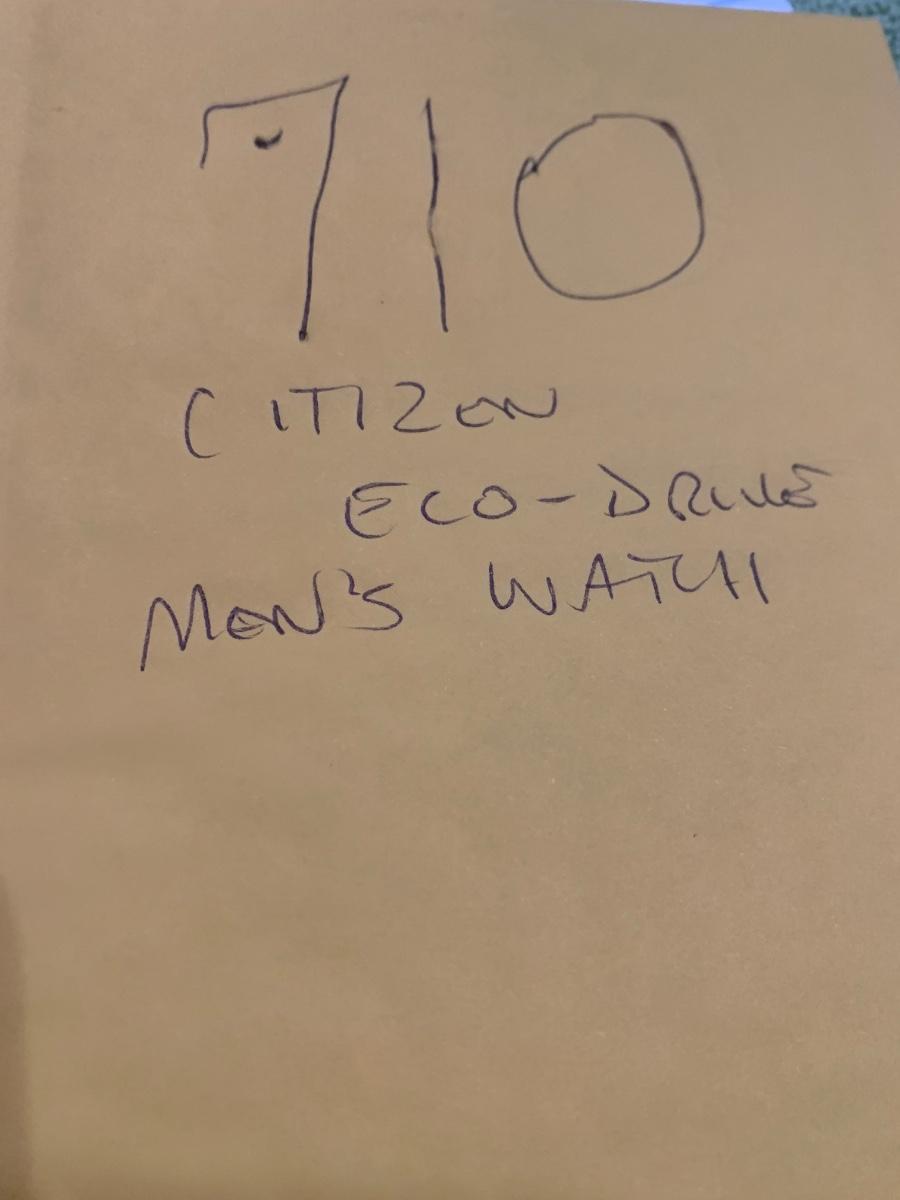 710
CITIZEN
ECO-DRIVE
MEN'S WATCH